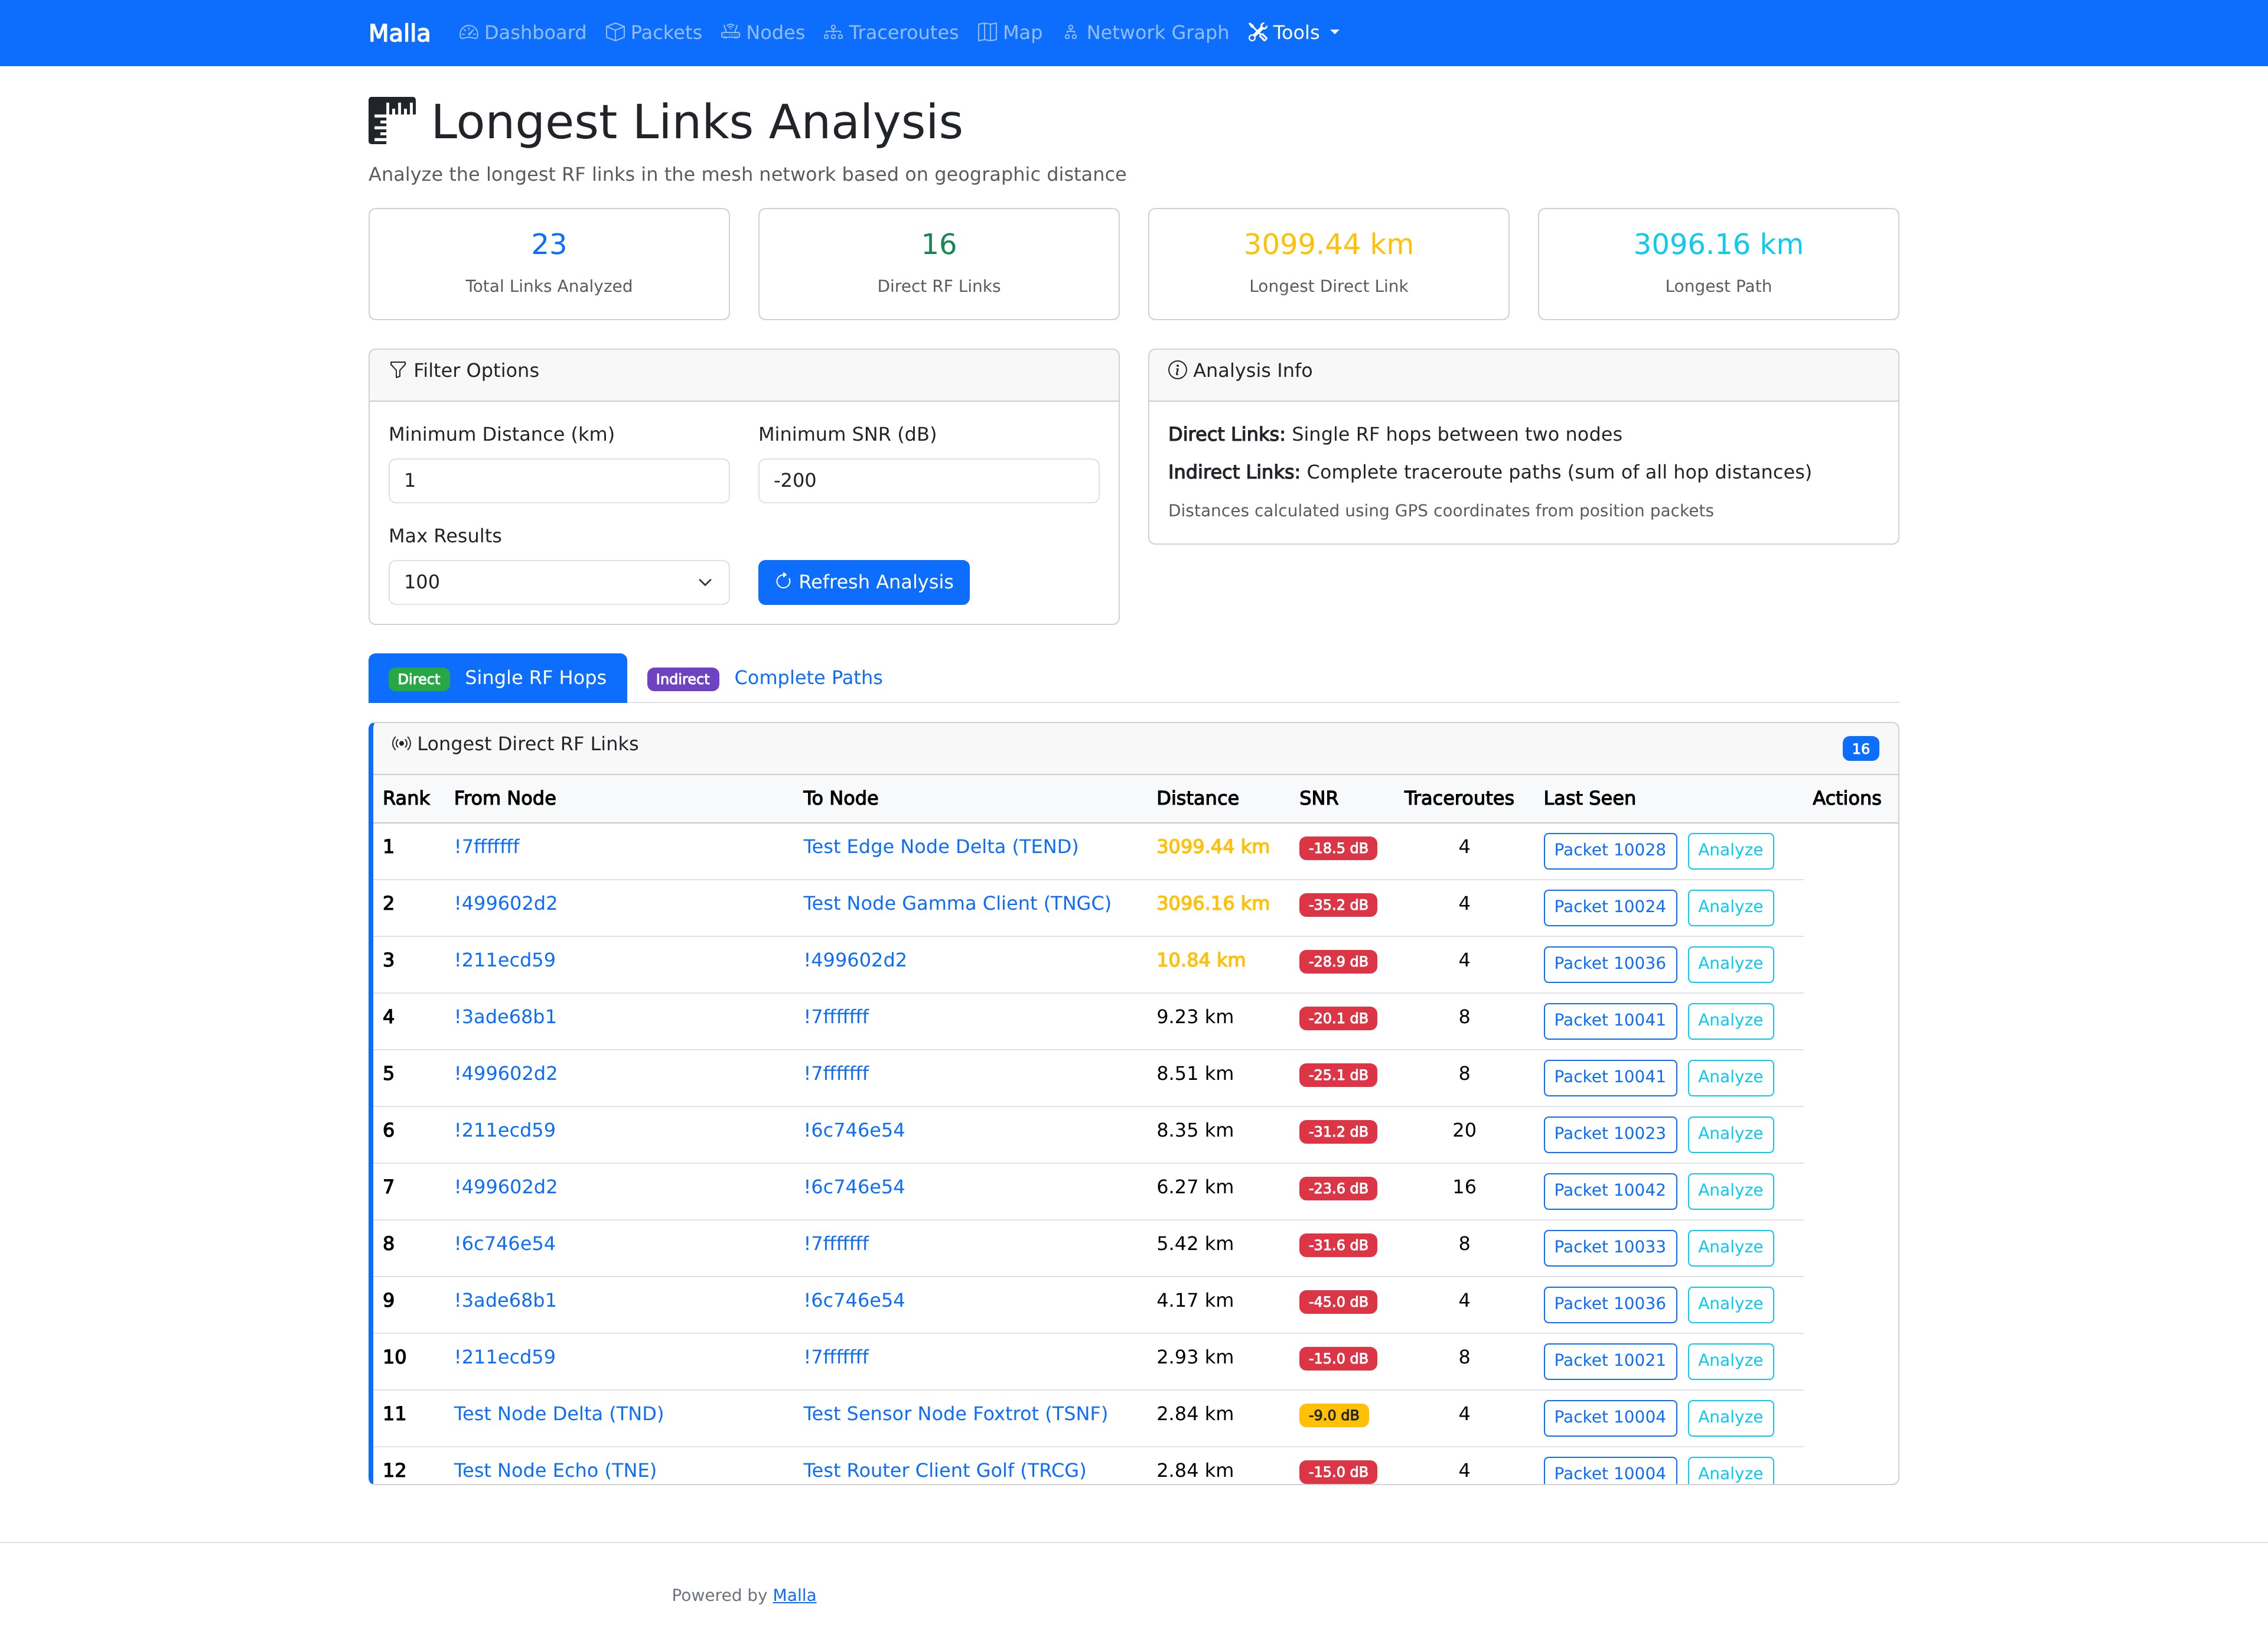 Malla Dashboard Packets Nodes Traceroutes Map Network Graph Tools
Longest Links Analysis
Analyze the longest RF links in the mesh network based on geographic distance
23 16 3099.44 km 3096.16 km
Total Links Analyzed Direct RF Links Longest Direct Link Longest Path
Filter Options
Minimum Distance (km) Minimum SNR (dB)
1 -200
Max Results
100 Refresh Analysis
Analysis Info
Direct Links: Single RF hops between two nodes
Indirect Links: Complete traceroute paths (sum of all hop distances)
Distances calculated using GPS coordinates from position packets
Direct Single RF Hops Indirect Complete Paths
Longest Direct RF Links 16
Rank From Node To Node Distance SNR Traceroutes Last Seen Actions
1 !7fffffff Test Edge Node Delta (TEND) 3099.44 km -18.5 dB 4 Packet 10028 Analyze
2 !499602d2 Test Node Gamma Client (TNGC) 3096.16 km -35.2 dB 4 Packet 10024 Analyze
3 !211ecd59 !499602d2 10.84 km -28.9 dB 4 Packet 10036 Analyze
4 !3ade68b1 !7fffffff 9.23 km -20.1 dB 8 Packet 10041 Analyze
5 !499602d2 !7fffffff 8.51 km -25.1 dB 8 Packet 10041 Analyze
6 !211ecd59 !6c746e54 8.35 km -31.2 dB 20 Packet 10023 Analyze
7 !499602d2 !6c746e54 6.27 km -23.6 dB 16 Packet 10042 Analyze
8 !6c746e54 !7fffffff 5.42 km -31.6 dB 8 Packet 10033 Analyze
9 !3ade68b1 !6c746e54 4.17 km -45.0 dB 4 Packet 10036 Analyze
10 !211ecd59 !7fffffff 2.93 km -15.0 dB 8 Packet 10021 Analyze
11 Test Node Delta (TND) Test Sensor Node Foxtrot (TSNF) 2.84 km -9.0 dB 4 Packet 10004 Analyze
12 Test Node Echo (TNE) Test Router Client Golf (TRCG) 2.84 km -15.0 dB 4 Packet 10004 Analyze
Powered by Malla